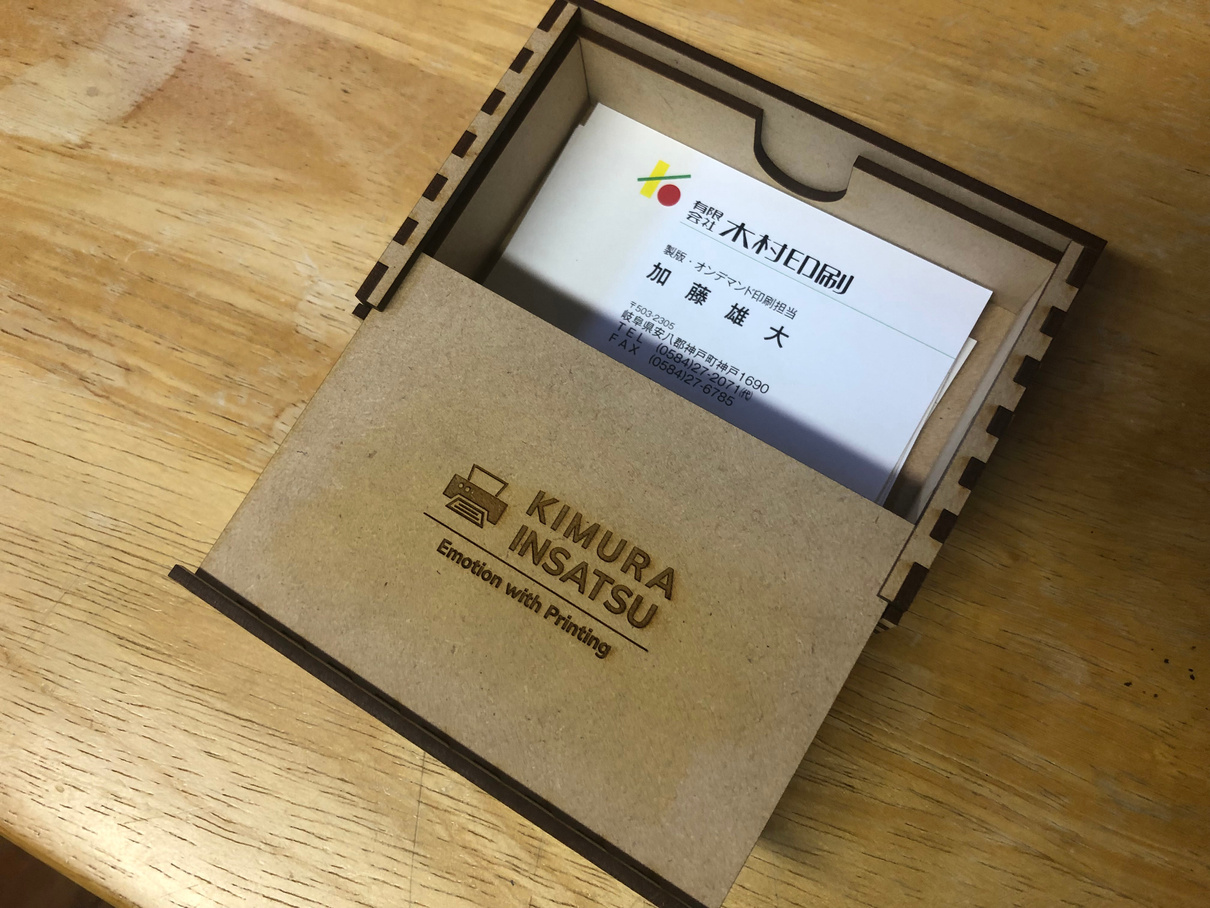 有限
会社 木村印刷
製版・オンデマンド印刷担当
加藤雄大
〒503-2305
岐阜県安八郡神戸町神戸1690
TEL (0584)27-2071㈹
FAX (0584)27-6785
KIMURA
INSATSU
Emotion with Printing